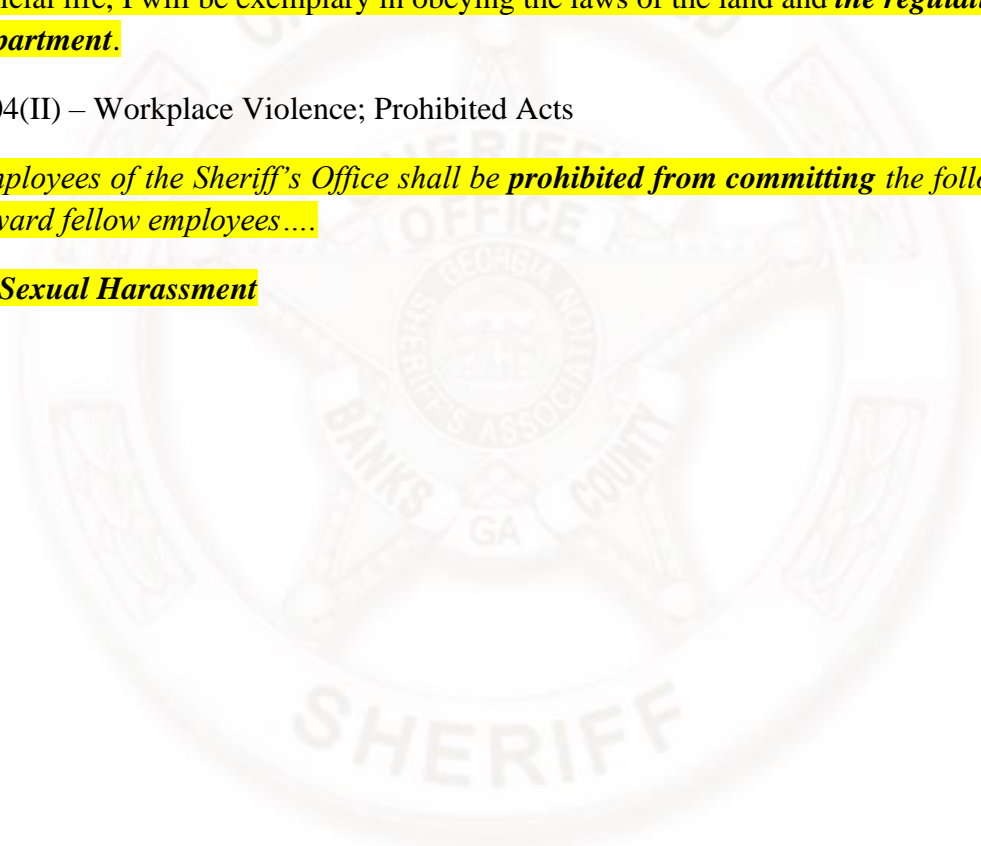 icial life, I will be exemplary in obeying the laws of the land and the regulati
partment.
04(II) – Workplace Violence; Prohibited Acts
mployees of the Sheriff's Office shall be prohibited from committing the follo
ward fellow employees….
Sexual Harassment
SHERIFF
OFFICE
GEORGIA
SHERIFF'S ASSOCI
BANKS COUNTY
GA
SHERIFF